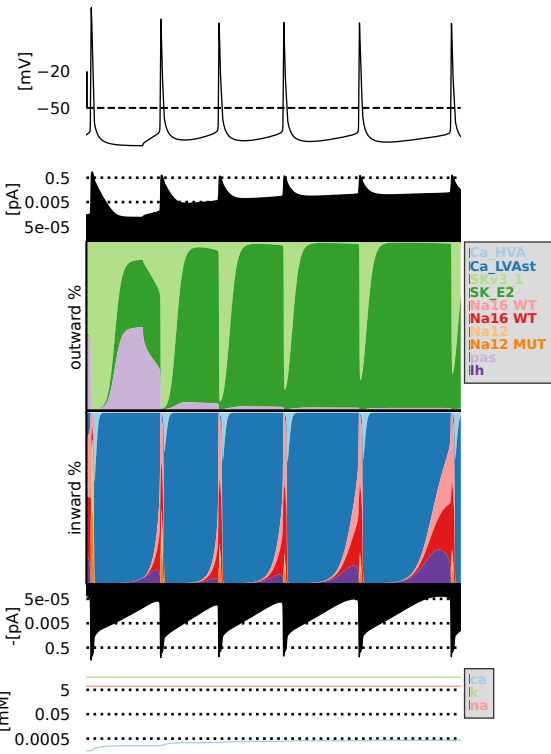 [mV]
−20
−50
[pA]
0.5
0.005
5e-05
outward %
Ca_HVA
Ca_LVAst
SKv3_1
SK_E2
Na16 WT
Na16 WT
Na12
Na12 MUT
pas
Ih
inward %
-[pA]
5e-05
0.005
0.5
[mM]
5
0.05
0.0005
ca
k
na